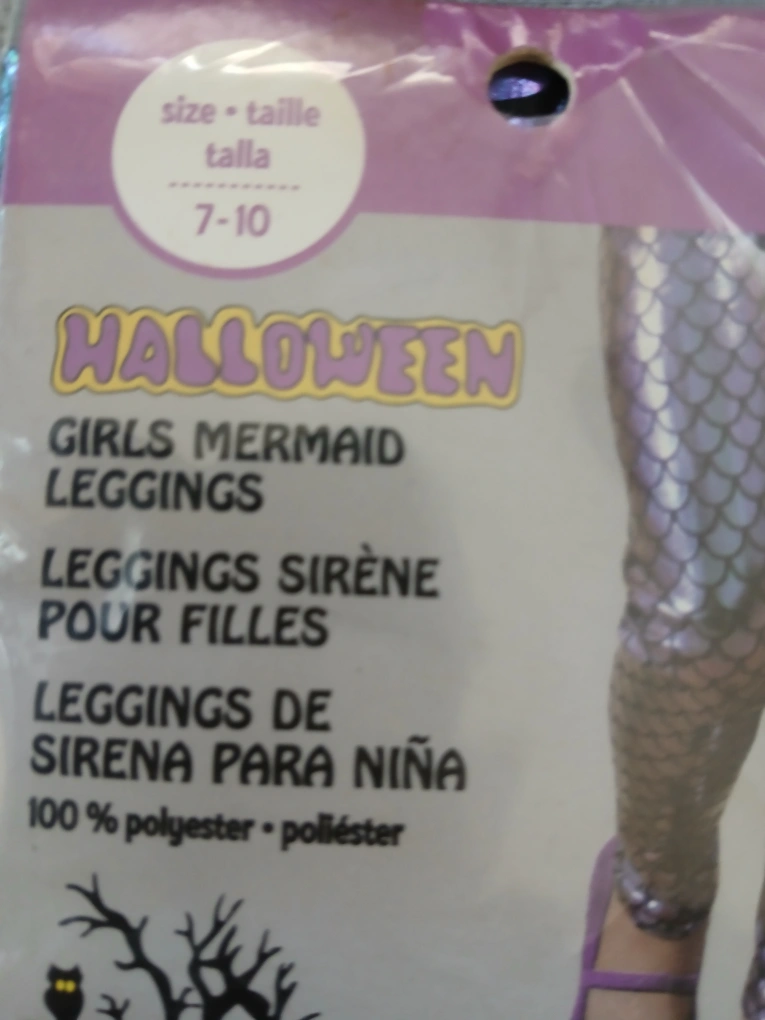 size • taille
talla
7-10
HALLOWEEN
GIRLS MERMAID
LEGGINGS
LEGGINGS SIRÈNE
POUR FILLES
LEGGINGS DE
SIRENA PARA NIÑA
100 % polyester • poliéster